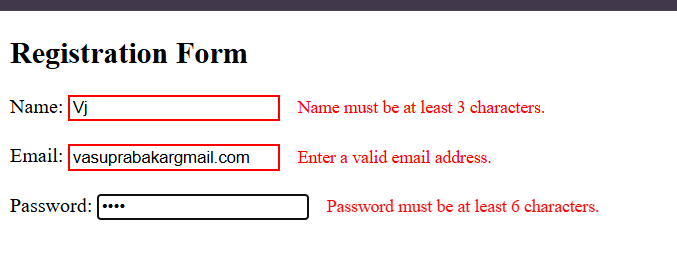 Registration Form
Name: Vj Name must be at least 3 characters.
Email: vasuprabakargmail.com Enter a valid email address.
Password: •••• Password must be at least 6 characters.